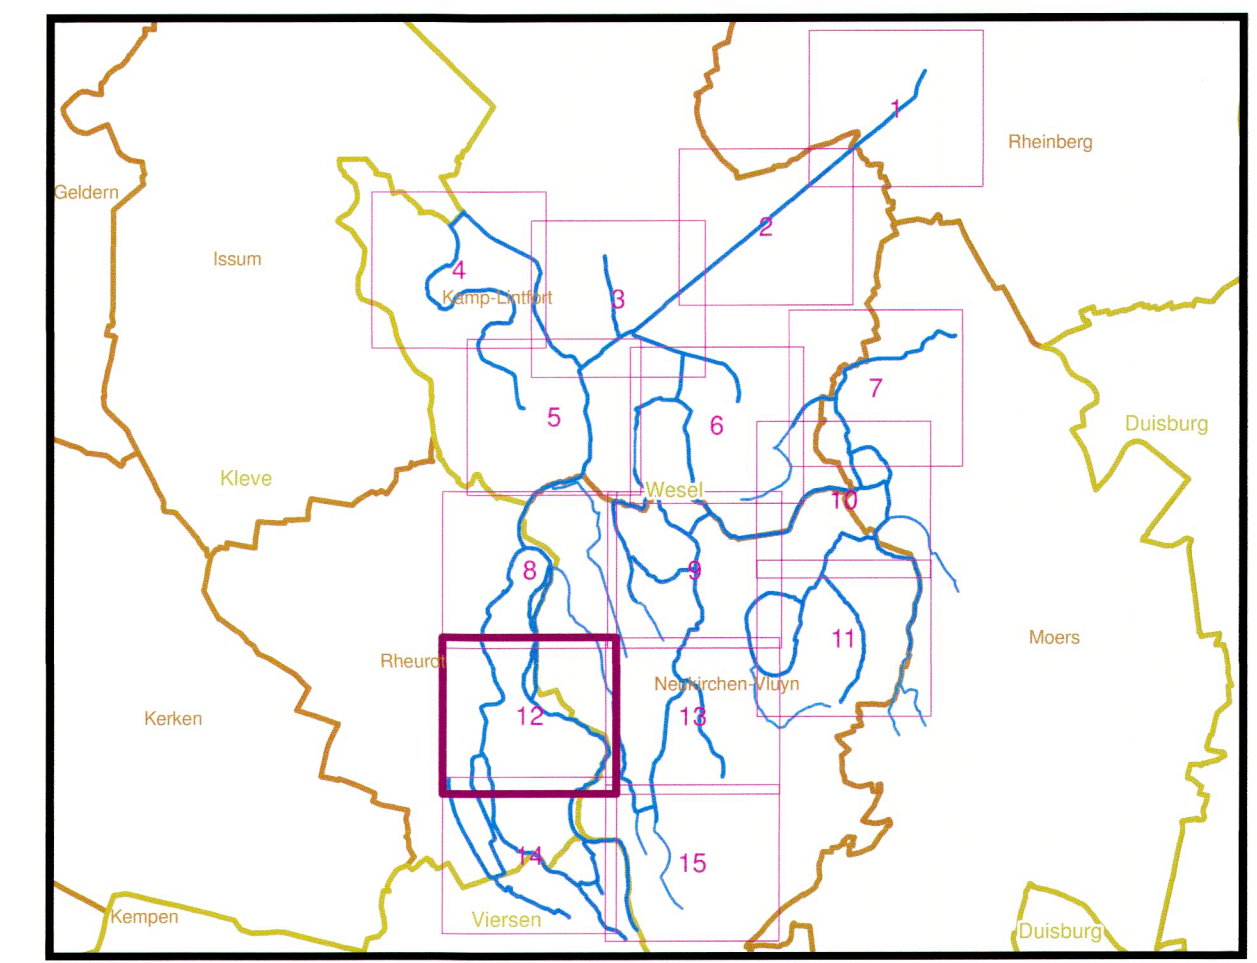 1
Rheinberg
Geldern
2
Issum
4
Kamp-Lintfort
3
7
5
6
Duisburg
Kleve
Wesel
10
8
9
11
Moers
Rheurdt
Neukirchen-Vluyn
Kerken
12
13
14
15
Kempen
Viersen
Duisburg